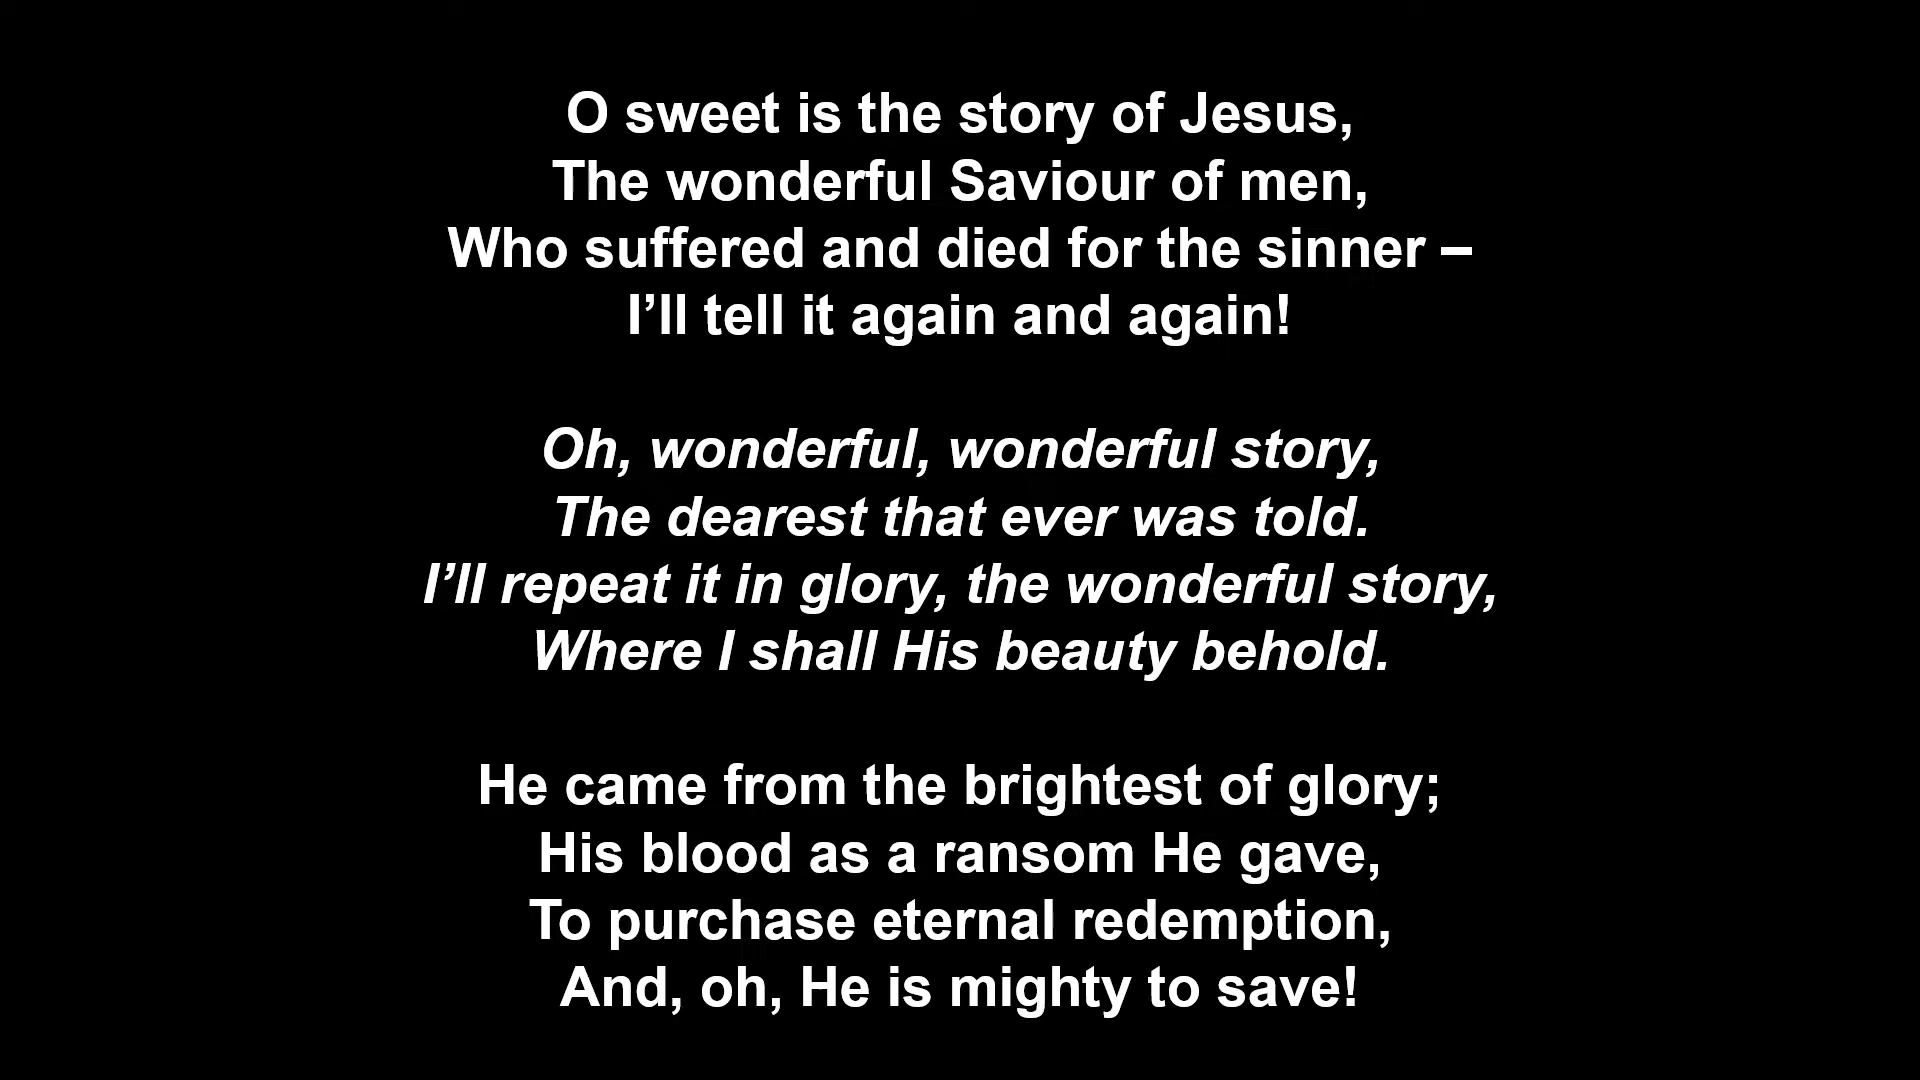 O sweet is the story of Jesus,
The wonderful Saviour of men,
Who suffered and died for the sinner –
I’ll tell it again and again!
Oh, wonderful, wonderful story,
The dearest that ever was told.
I’ll repeat it in glory, the wonderful story,
Where I shall His beauty behold.
He came from the brightest of glory;
His blood as a ransom He gave,
To purchase eternal redemption,
And, oh, He is mighty to save!